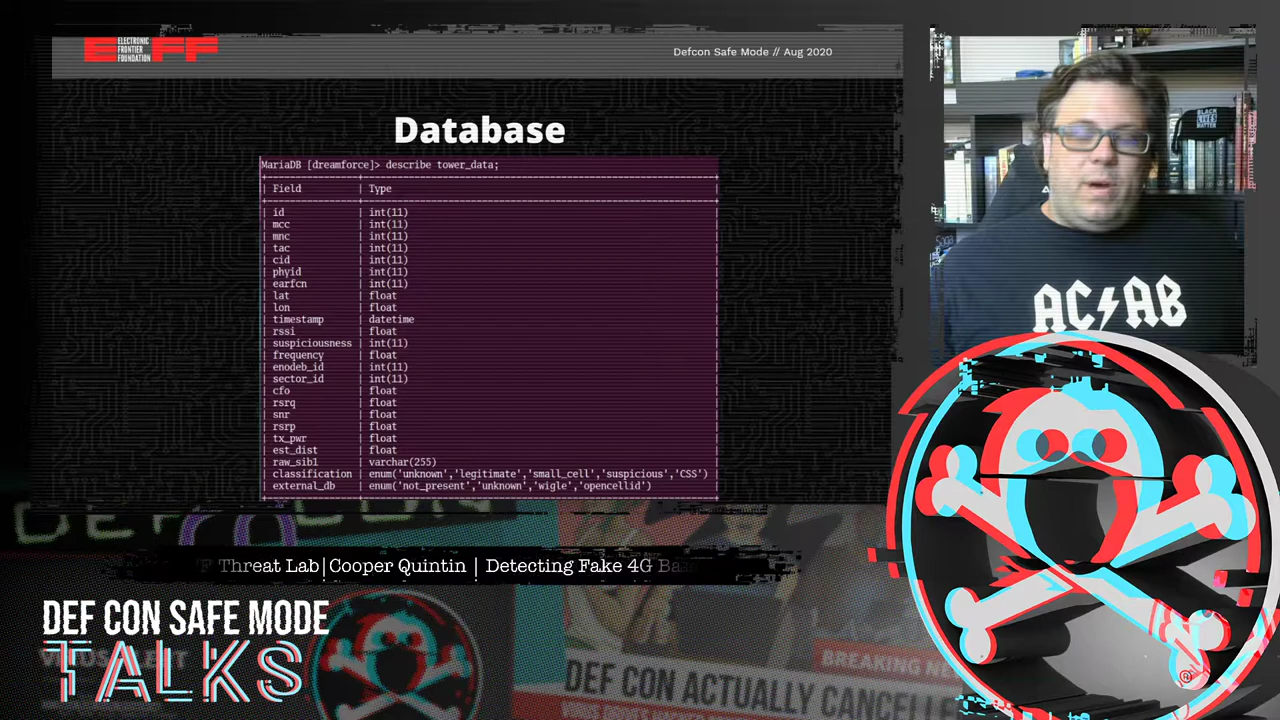 EFF
ELECTRONIC
FRONTIER
FOUNDATION
Defcon Safe Mode // Aug 2020
Database
MariaDB [dreamforce]> describe tower_data;
| Field | Type |
| id | int(11)
| mcc | int(11)
| mnc | int(11)
| tac | int(11)
| cid | int(11)
| phyid | int(11)
| earfcn | int(11)
| lat | float
| lon | float
| timestamp | datetime
| rssi | float
| suspiciousness | int(11)
| frequency | float
| enodeb_id | int(11)
| sector_id | int(11)
| cfo | float
| rsrq | float
| snr | float
| rsrp | float
| tx_pwr | float
| est_dist | float
| raw_sib1 | varchar(255)
| classification | enum('unknown','legitimate','small_cell','suspicious','CSS') |
| external_db | enum('not_present','unknown','wigle','opencellid') |
BLACK
LIVES
MATTER
AC⚡AB
DEF CON
Threat Lab|Cooper Quintin | Detecting Fake 4G Bas
DEF CON SAFE MODE
TALKS
BREAKING NE
DEF CON ACTUALLY CANCELLE
®